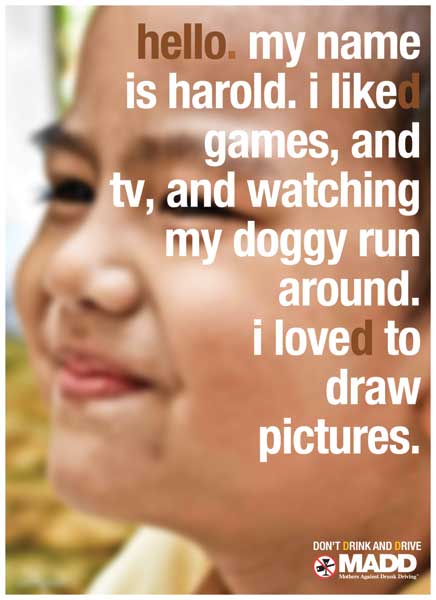 hello. my name
is harold. i liked
games, and
tv, and watching
my doggy run
around.
i loved to
draw
pictures.
DON'T DRINK AND DRIVE
MADD
Mothers Against Drunk Driving®